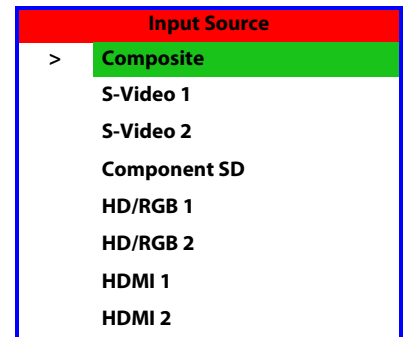 Input Source
> Composite
S-Video 1
S-Video 2
Component SD
HD/RGB 1
HD/RGB 2
HDMI 1
HDMI 2